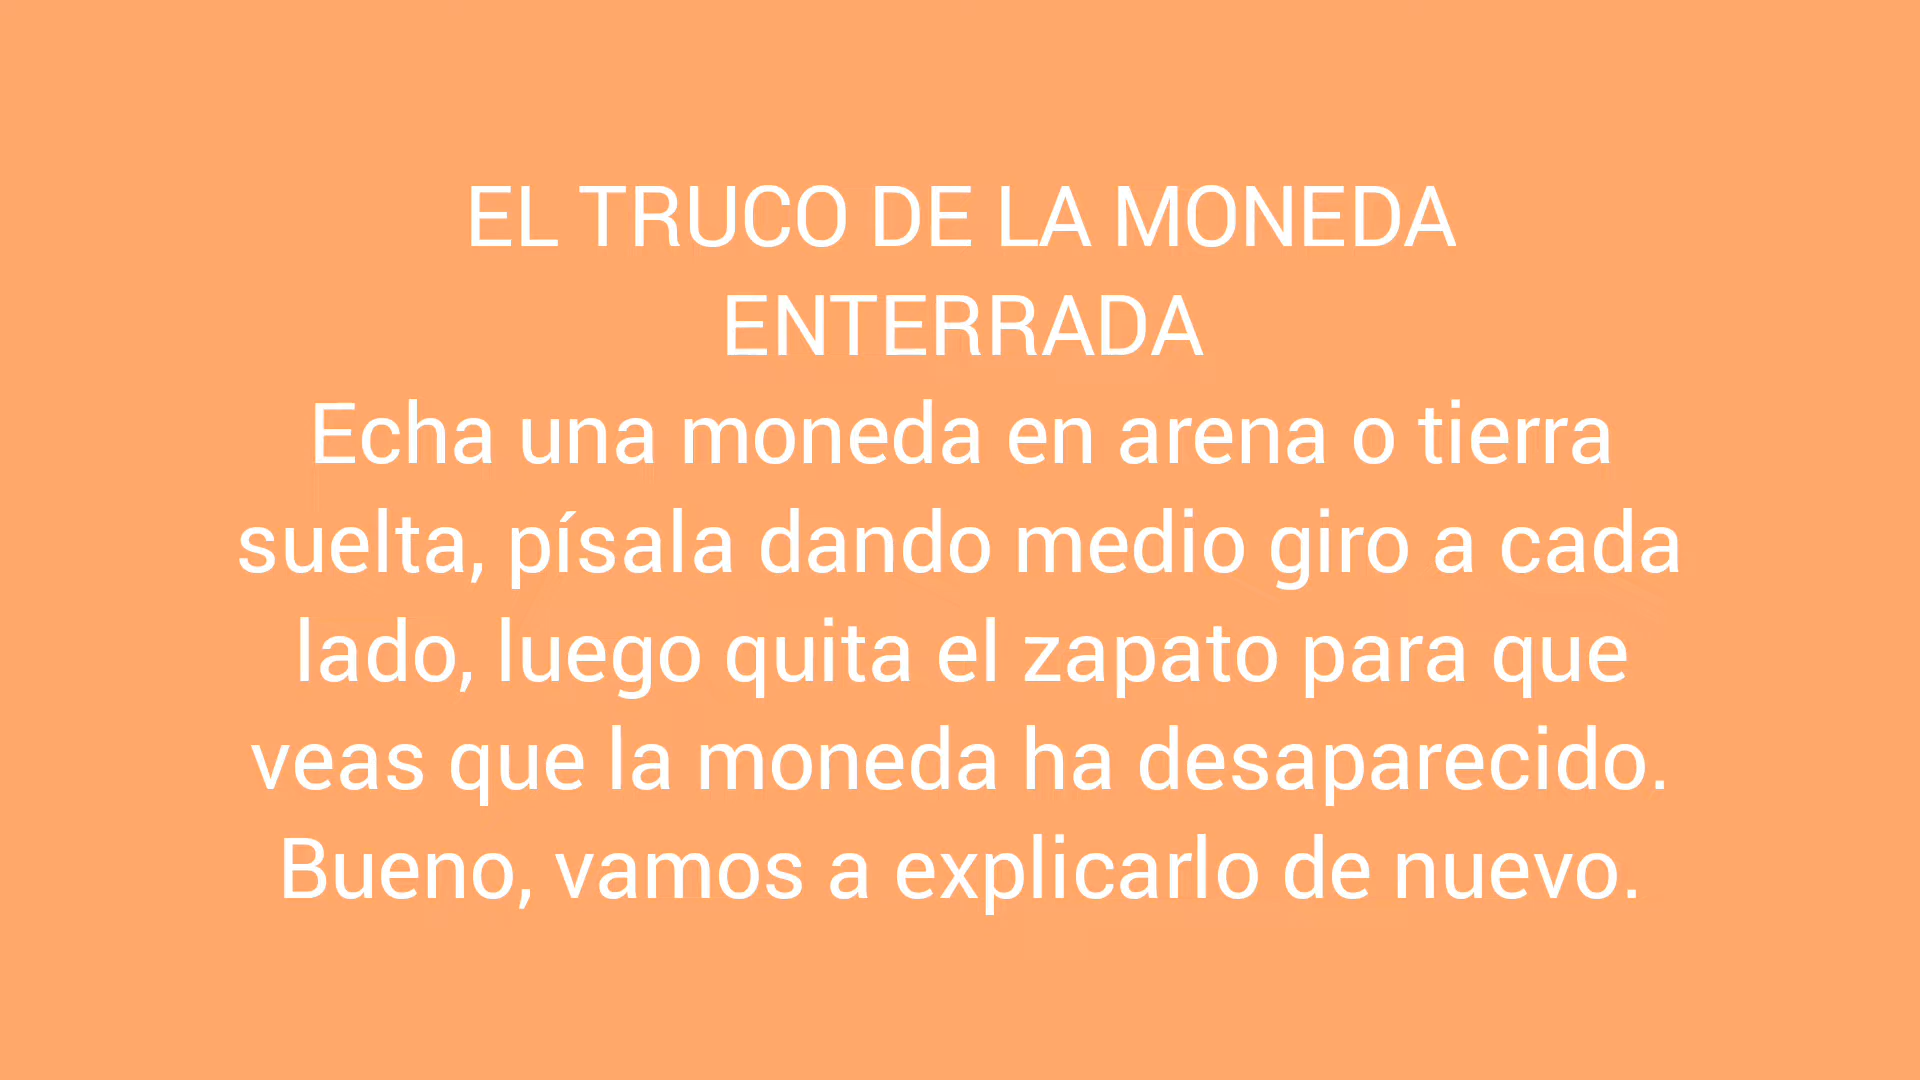 EL TRUCO DE LA MONEDA
ENTERRADA
Echa una moneda en arena o tierra
suelta, písala dando medio giro a cada
lado, luego quita el zapato para que
veas que la moneda ha desaparecido.
Bueno, vamos a explicarlo de nuevo.